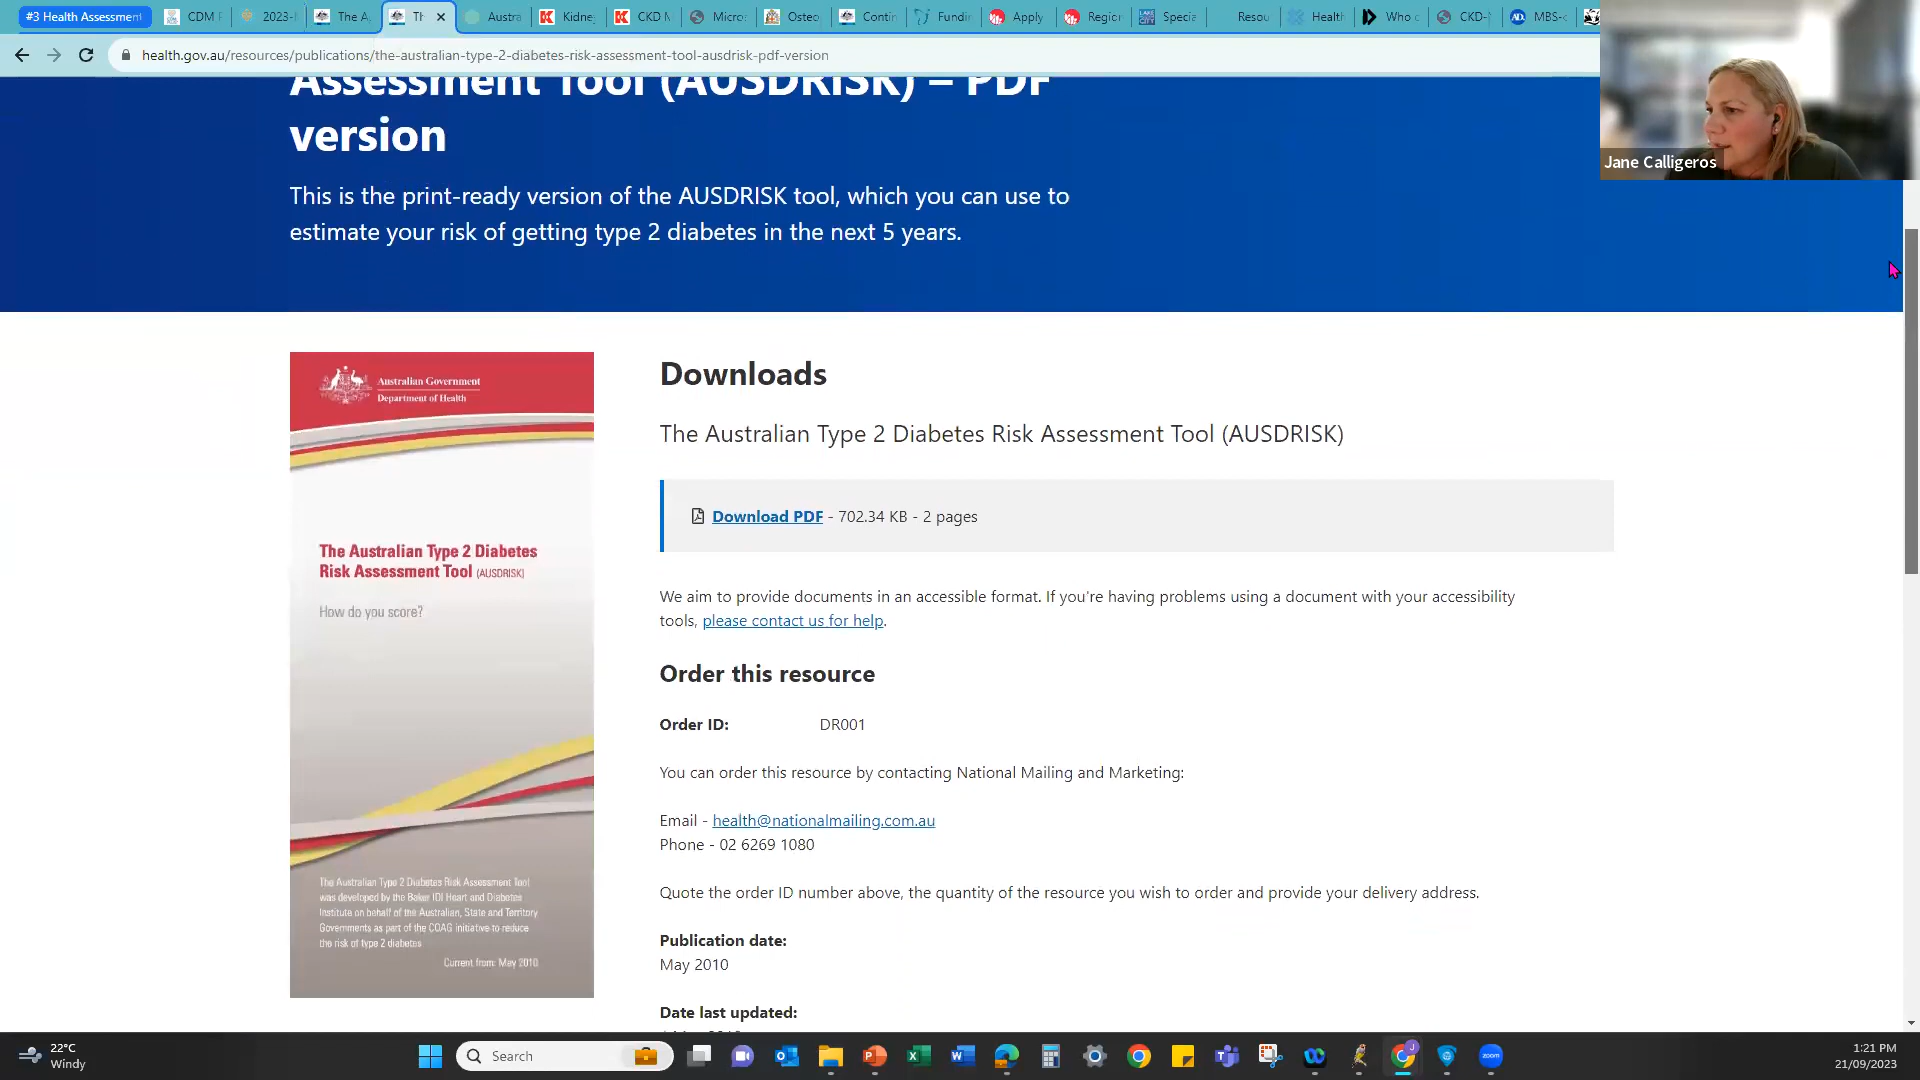 #3 Health Assessment
CDM
2023-
The A
Th
Austra
Kidne
CKD M
Micro
Osteo
Contin
Fundi
Apply
Region
Specia
Resou
Health
Who c
CKD-
MBS-
health.gov.au/resources/publications/the-australian-type-2-diabetes-risk-assessment-tool-ausdrisk-pdf-version
Jane Calligeros
Assessment Tool (AUSDRISK) – PDF
version
This is the print-ready version of the AUSDRISK tool, which you can use to
estimate your risk of getting type 2 diabetes in the next 5 years.
Australian Government
Department of Health
The Australian Type 2 Diabetes
Risk Assessment Tool (AUSDRISK)
How do you score?
The Australian Type 2 Diabetes Risk Assessment Tool
was developed by the Baker IDI Heart and Diabetes
Institute on behalf of the Australian, State and Territory
Governments as part of the COAG initiative to reduce
the risk of type 2 diabetes
Current from: May 2010
Downloads
The Australian Type 2 Diabetes Risk Assessment Tool (AUSDRISK)
Download PDF - 702.34 KB - 2 pages
We aim to provide documents in an accessible format. If you're having problems using a document with your accessibility
tools, please contact us for help.
Order this resource
Order ID: DR001
You can order this resource by contacting National Mailing and Marketing:
Email - health@nationalmailing.com.au
Phone - 02 6269 1080
Quote the order ID number above, the quantity of the resource you wish to order and provide your delivery address.
Publication date:
May 2010
Date last updated:
22°C
Windy
Search
zoom
1:21 PM
21/09/2023